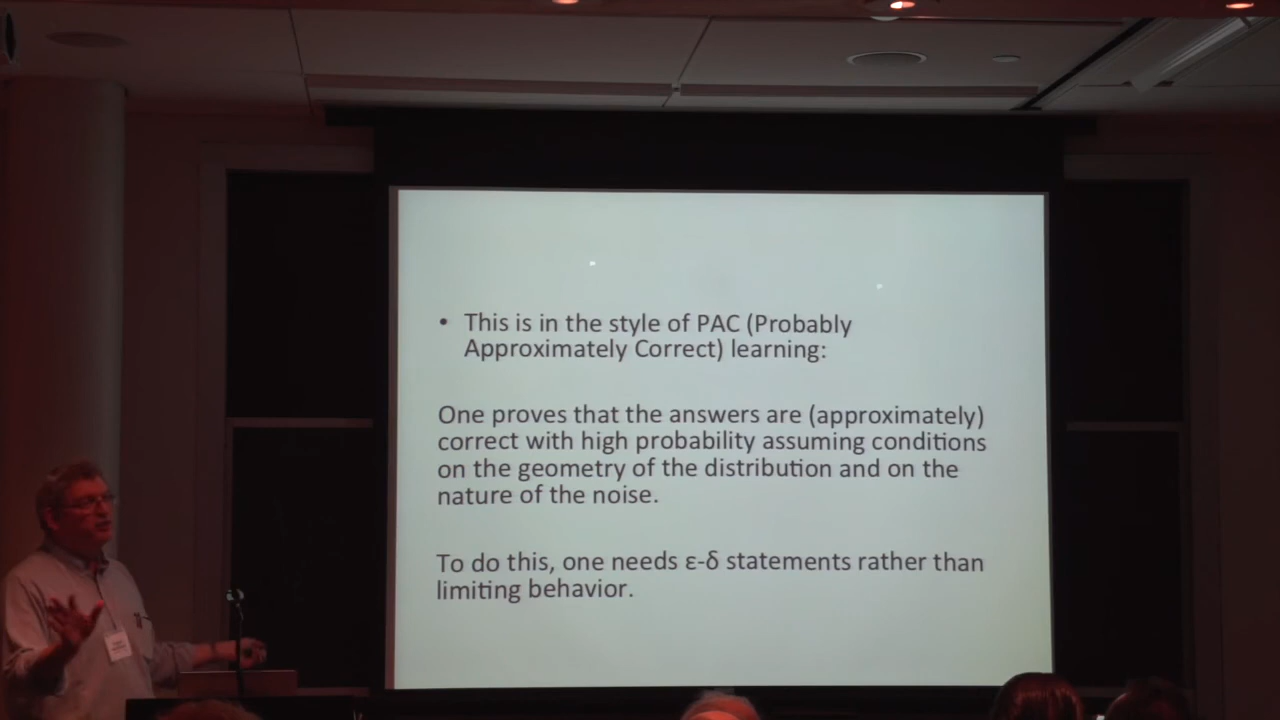 • This is in the style of PAC (Probably
Approximately Correct) learning:
One proves that the answers are (approximately)
correct with high probability assuming conditions
on the geometry of the distribution and on the
nature of the noise.
To do this, one needs ε-δ statements rather than
limiting behavior.